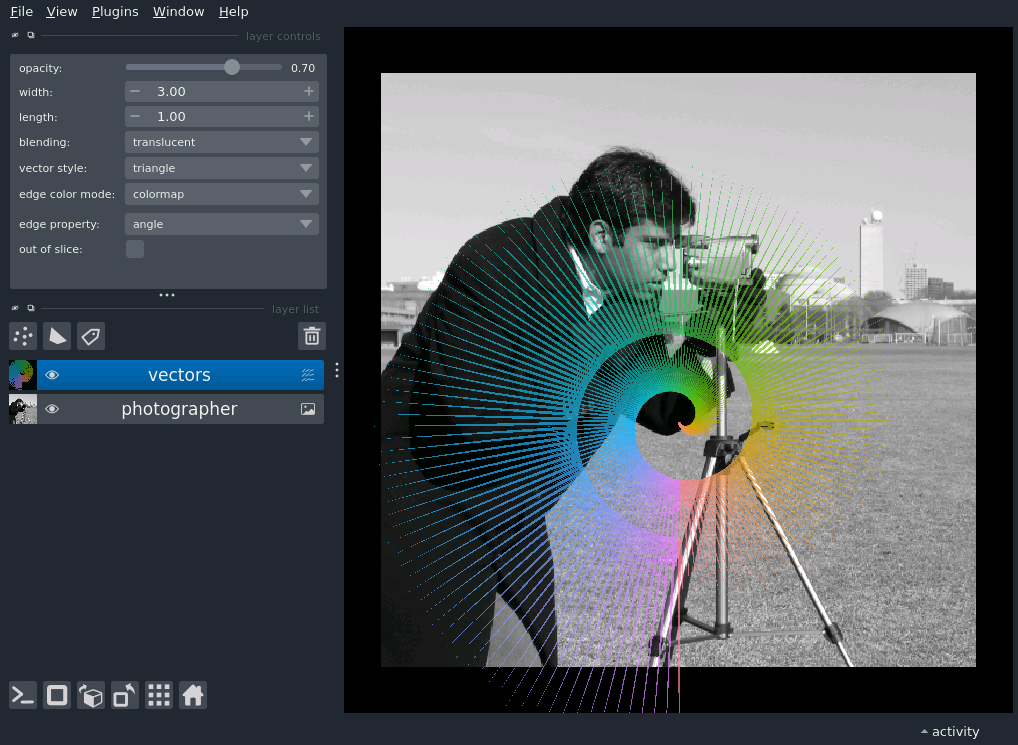 File View Plugins Window Help
layer controls
opacity: 0.70
width: 3.00
length: 1.00
blending: translucent
vector style: triangle
edge color mode: colormap
edge property: angle
out of slice:
layer list
vectors
photographer
activity